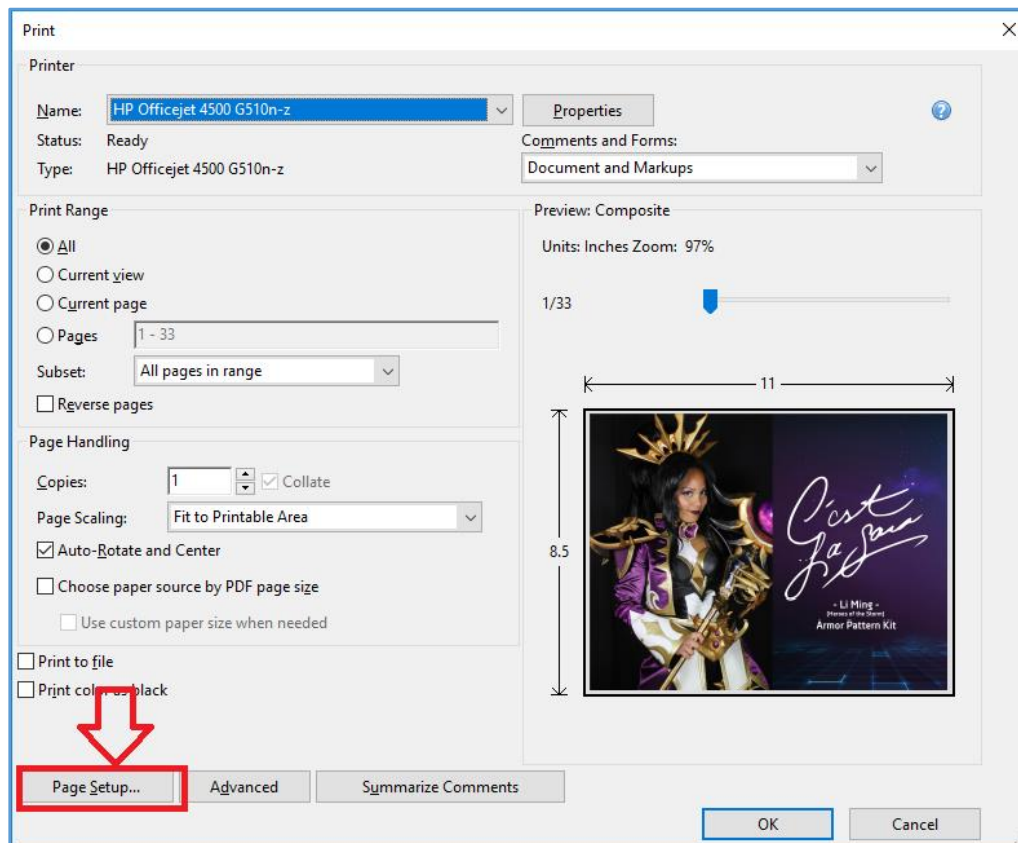 Print
Printer
Name: HP Officejet 4500 G510n-z
Properties
Status: Ready
Comments and Forms:
Type: HP Officejet 4500 G510n-z
Document and Markups
Print Range
All
Current view
Current page
Pages 1 - 33
Subset: All pages in range
Reverse pages
Page Handling
Copies: 1 Collate
Page Scaling: Fit to Printable Area
Auto-Rotate and Center
Choose paper source by PDF page size
Use custom paper size when needed
Print to file
Print color as black
Preview: Composite
Units: Inches Zoom: 97%
1/33
11
8.5
C'est
La Sara
- Li Ming -
[Heroes of the Storm]
Armor Pattern Kit
Page Setup...
Advanced
Summarize Comments
OK
Cancel